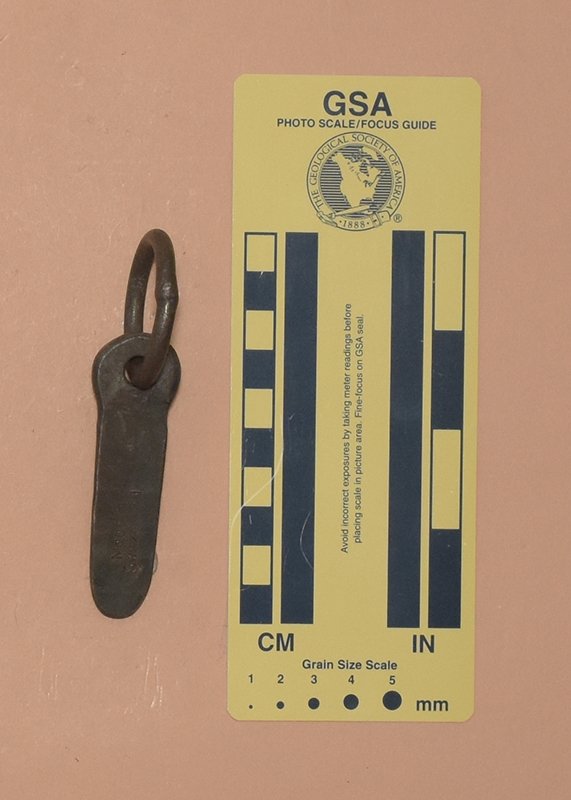 GSA
PHOTO SCALE/FOCUS GUIDE
THE GEOLOGICAL SOCIETY OF AMERICA
·1888·
®
Avoid incorrect exposures by taking meter readings before
placing scale in picture area. Fine-focus on GSA seal.
CM
IN
Grain Size Scale
1 2 3 4 5
mm